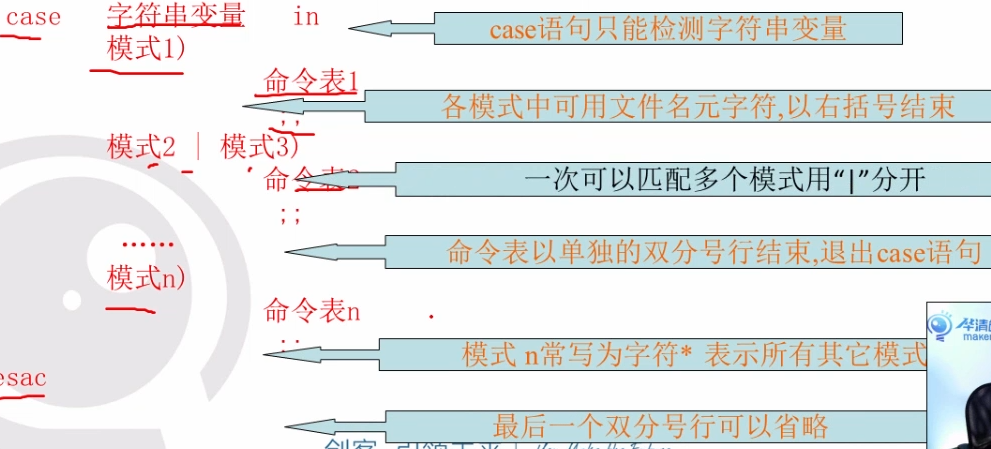 case 字符串变量 in
case语句只能检测字符串变量
模式1)
命令表1
各模式中可用文件名元字符,以右括号结束
;;
模式2 | 模式3)
命令表2
一次可以匹配多个模式用“|”分开
;;
命令表以单独的双分号行结束,退出case语句
......
模式n)
命令表n
;;
模式 n常写为字符* 表示所有其它模式
esac
最后一个双分号行可以省略
华清
make